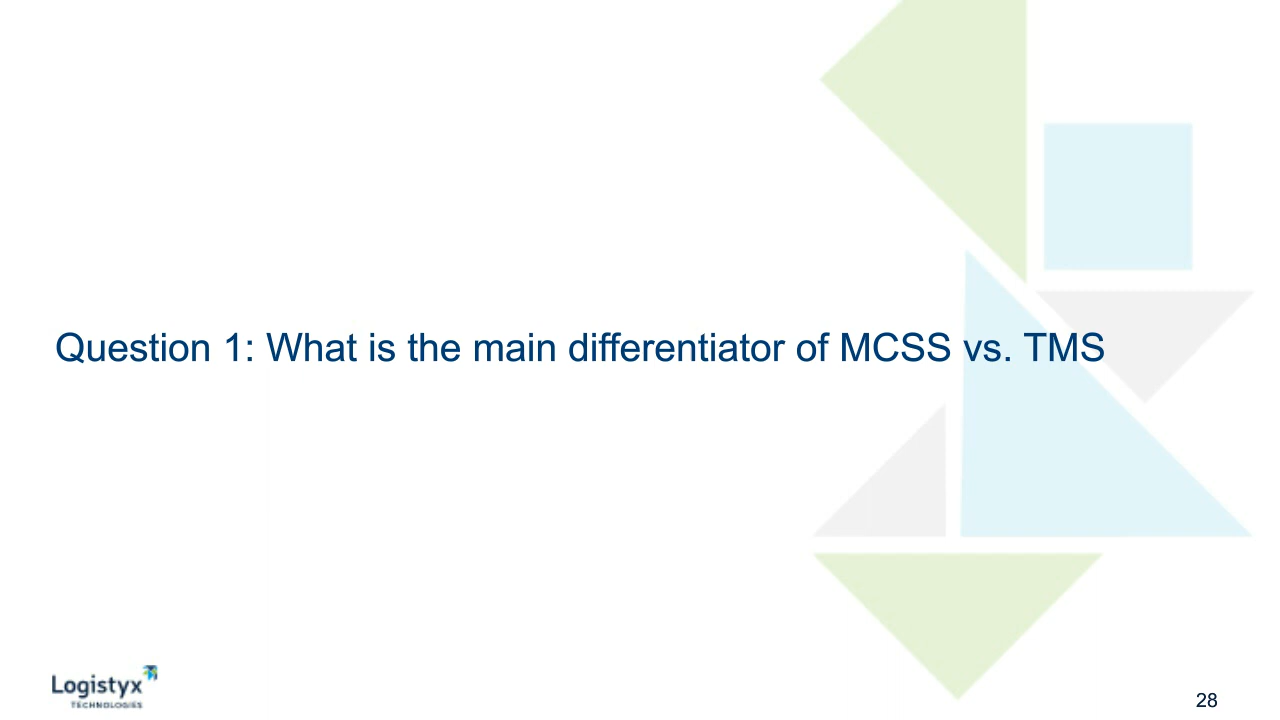 Question 1: What is the main differentiator of MCSS vs. TMS
Logistyx
TECHNOLOGIES
28